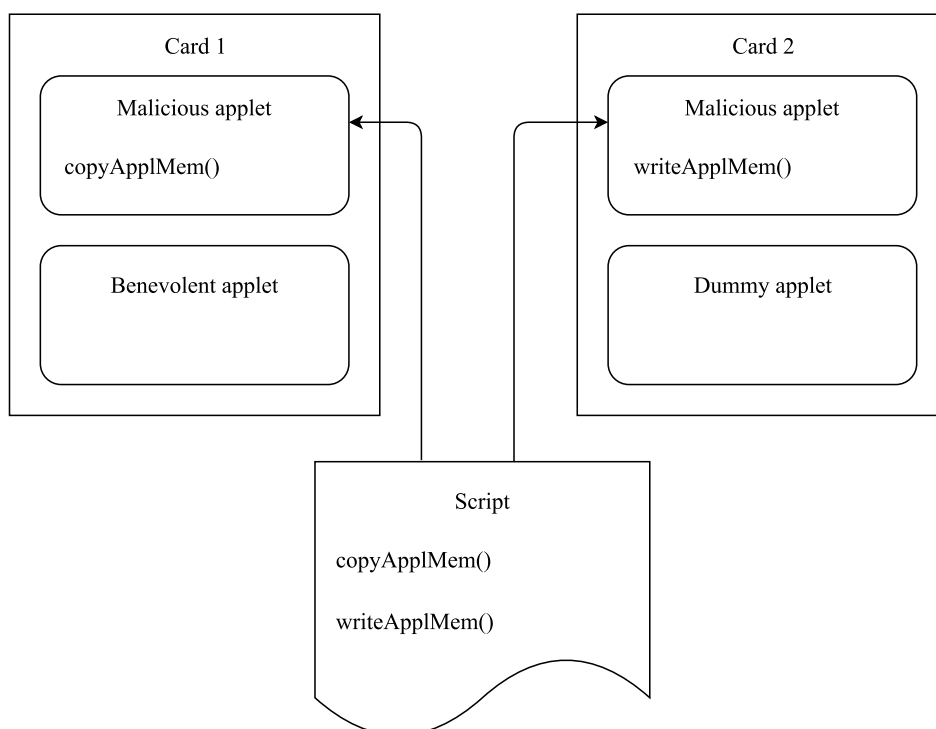 Card 1
Malicious applet
copyApplMem()
Benevolent applet
Card 2
Malicious applet
writeApplMem()
Dummy applet
Script
copyApplMem()
writeApplMem()